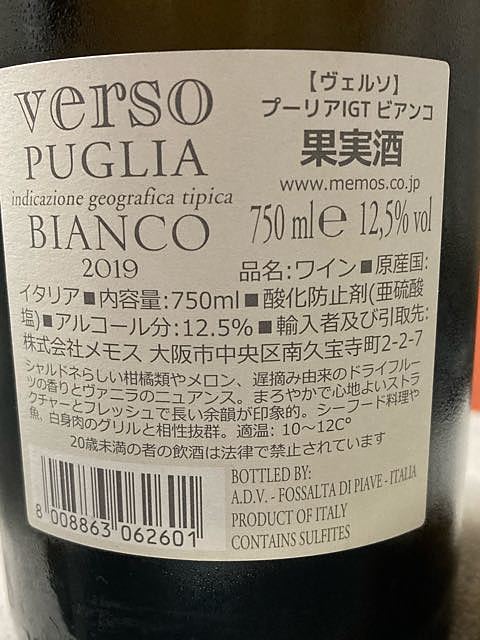 verso
PUGLIA
indicazione geografica tipica
BIANCO
2019
【ヴェルソ】
プーリアIGT ビアンコ
果実酒
www.memos.co.jp
750 ml e 12,5% vol
品名:ワイン■原産国:
イタリア■内容量:750ml■酸化防止剤(亜硫酸
塩)■アルコール分:12.5%■輸入者及び引取先:
株式会社メモス 大阪市中央区南久宝寺町2-2-7
シャルドネらしい柑橘類やメロン、遅摘み由来のドライフルー
ツの香りとヴァニラのニュアンス。まろやかで心地よいストラ
クチャーとフレッシュで長い余韻が印象的。シーフード料理や
魚、白身肉のグリルと相性抜群。適温: 10〜12C°
20歳未満の者の飲酒は法律で禁止されています
8 008863 062601
BOTTLED BY:
A.D.V. - FOSSALTA DI PIAVE - ITALIA
PRODUCT OF ITALY
CONTAINS SULFITES